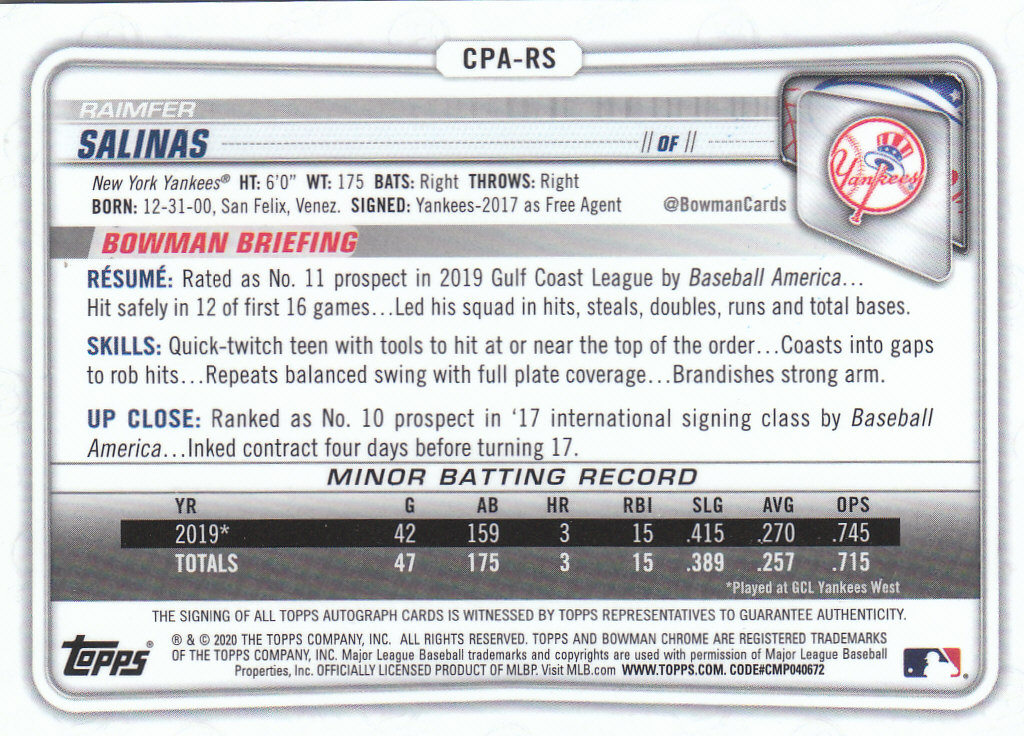 CPA-RS
RAIMFER
SALINAS // OF //
Yankees
New York Yankees® HT: 6'0" WT: 175 BATS: Right THROWS: Right
BORN: 12-31-00, San Felix, Venez. SIGNED: Yankees-2017 as Free Agent @BowmanCards
BOWMAN BRIEFING
RÉSUMÉ: Rated as No. 11 prospect in 2019 Gulf Coast League by Baseball America...
Hit safely in 12 of first 16 games...Led his squad in hits, steals, doubles, runs and total bases.
SKILLS: Quick-twitch teen with tools to hit at or near the top of the order...Coasts into gaps
to rob hits...Repeats balanced swing with full plate coverage...Brandishes strong arm.
UP CLOSE: Ranked as No. 10 prospect in '17 international signing class by Baseball
America...Inked contract four days before turning 17.
MINOR BATTING RECORD
YR G AB HR RBI SLG AVG OPS
2019* 42 159 3 15 .415 .270 .745
TOTALS 47 175 3 15 .389 .257 .715
*Played at GCL Yankees West
THE SIGNING OF ALL TOPPS AUTOGRAPH CARDS IS WITNESSED BY TOPPS REPRESENTATIVES TO GUARANTEE AUTHENTICITY.
Topps®
® & © 2020 THE TOPPS COMPANY, INC. ALL RIGHTS RESERVED. TOPPS AND BOWMAN CHROME ARE REGISTERED TRADEMARKS
OF THE TOPPS COMPANY, INC. Major League Baseball trademarks and copyrights are used with permission of Major League Baseball
Properties, Inc. OFFICIALLY LICENSED PRODUCT OF MLBP. Visit MLB.com WWW.TOPPS.COM. CODE#CMP040672